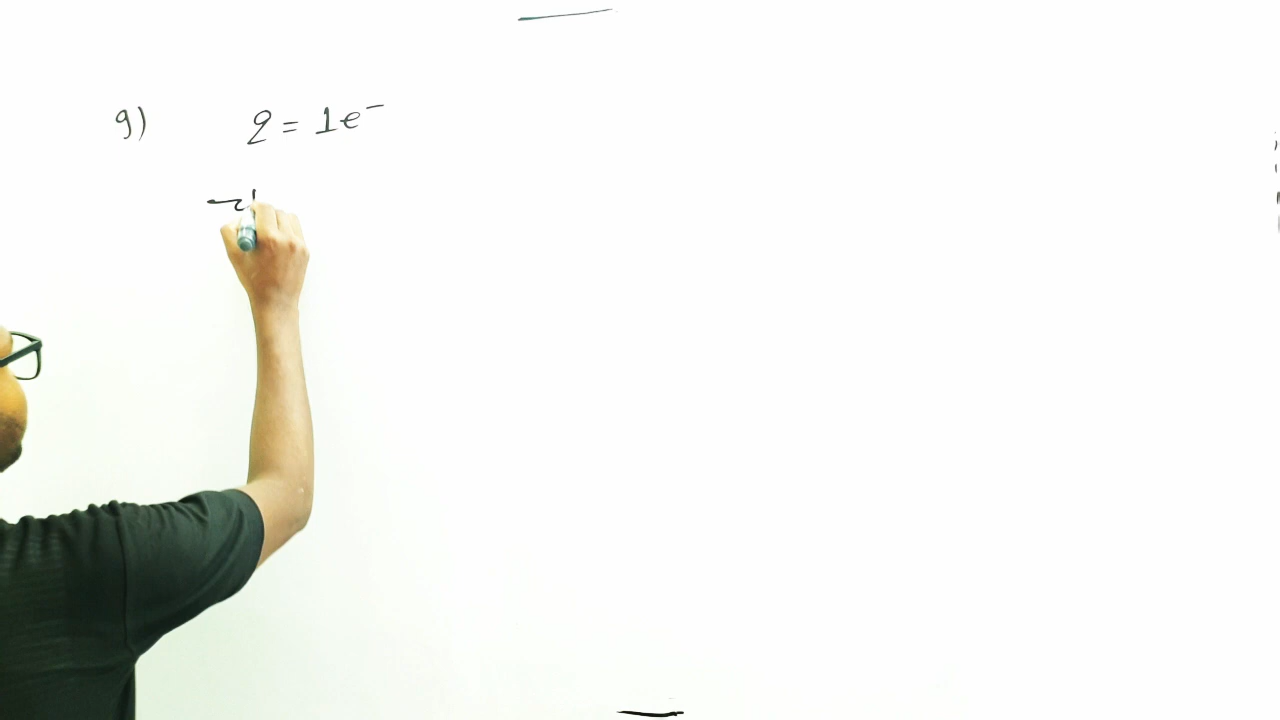 9) q = 1e⁻